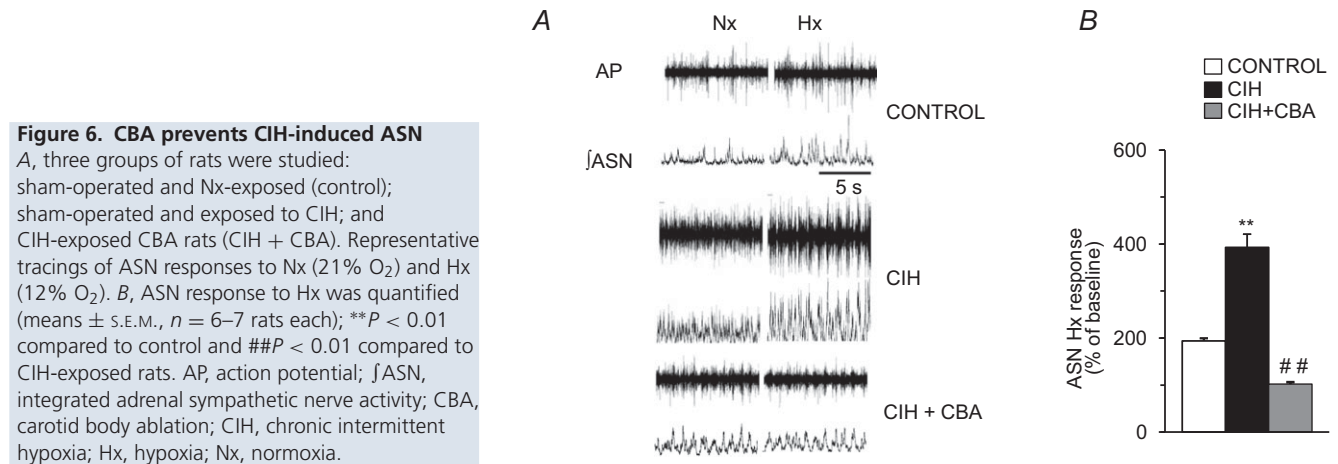 Figure 6. CBA prevents CIH-induced ASN
A, three groups of rats were studied:
sham-operated and Nx-exposed (control);
sham-operated and exposed to CIH; and
CIH-exposed CBA rats (CIH + CBA). Representative
tracings of ASN responses to Nx (21% O₂) and Hx
(12% O₂). B, ASN response to Hx was quantified
(means ± S.E.M., n = 6–7 rats each); **P < 0.01
compared to control and ##P < 0.01 compared to
CIH-exposed rats. AP, action potential; ∫ASN,
integrated adrenal sympathetic nerve activity; CBA,
carotid body ablation; CIH, chronic intermittent
hypoxia; Hx, hypoxia; Nx, normoxia.
A
Nx Hx
AP
CONTROL
∫ASN
5 s
CIH
CIH + CBA
B
CONTROL
CIH
CIH+CBA
ASN Hx response
(% of baseline)
600
400
200
0
**
# #